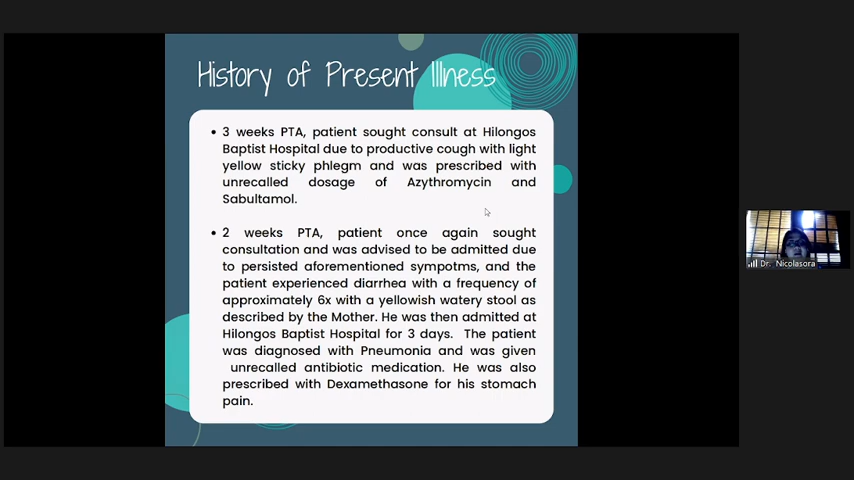 History of Present Illness
• 3 weeks PTA, patient sought consult at Hilongos
Baptist Hospital due to productive cough with light
yellow sticky phlegm and was prescribed with
unrecalled dosage of Azythromycin and
Sabultamol.
• 2 weeks PTA, patient once again sought
consultation and was advised to be admitted due
to persisted aforementioned sympotms, and the
patient experienced diarrhea with a frequency of
approximately 6x with a yellowish watery stool as
described by the Mother. He was then admitted at
Hilongos Baptist Hospital for 3 days. The patient
was diagnosed with Pneumonia and was given
unrecalled antibiotic medication. He was also
prescribed with Dexamethasone for his stomach
pain.
Dr. Nicolasora